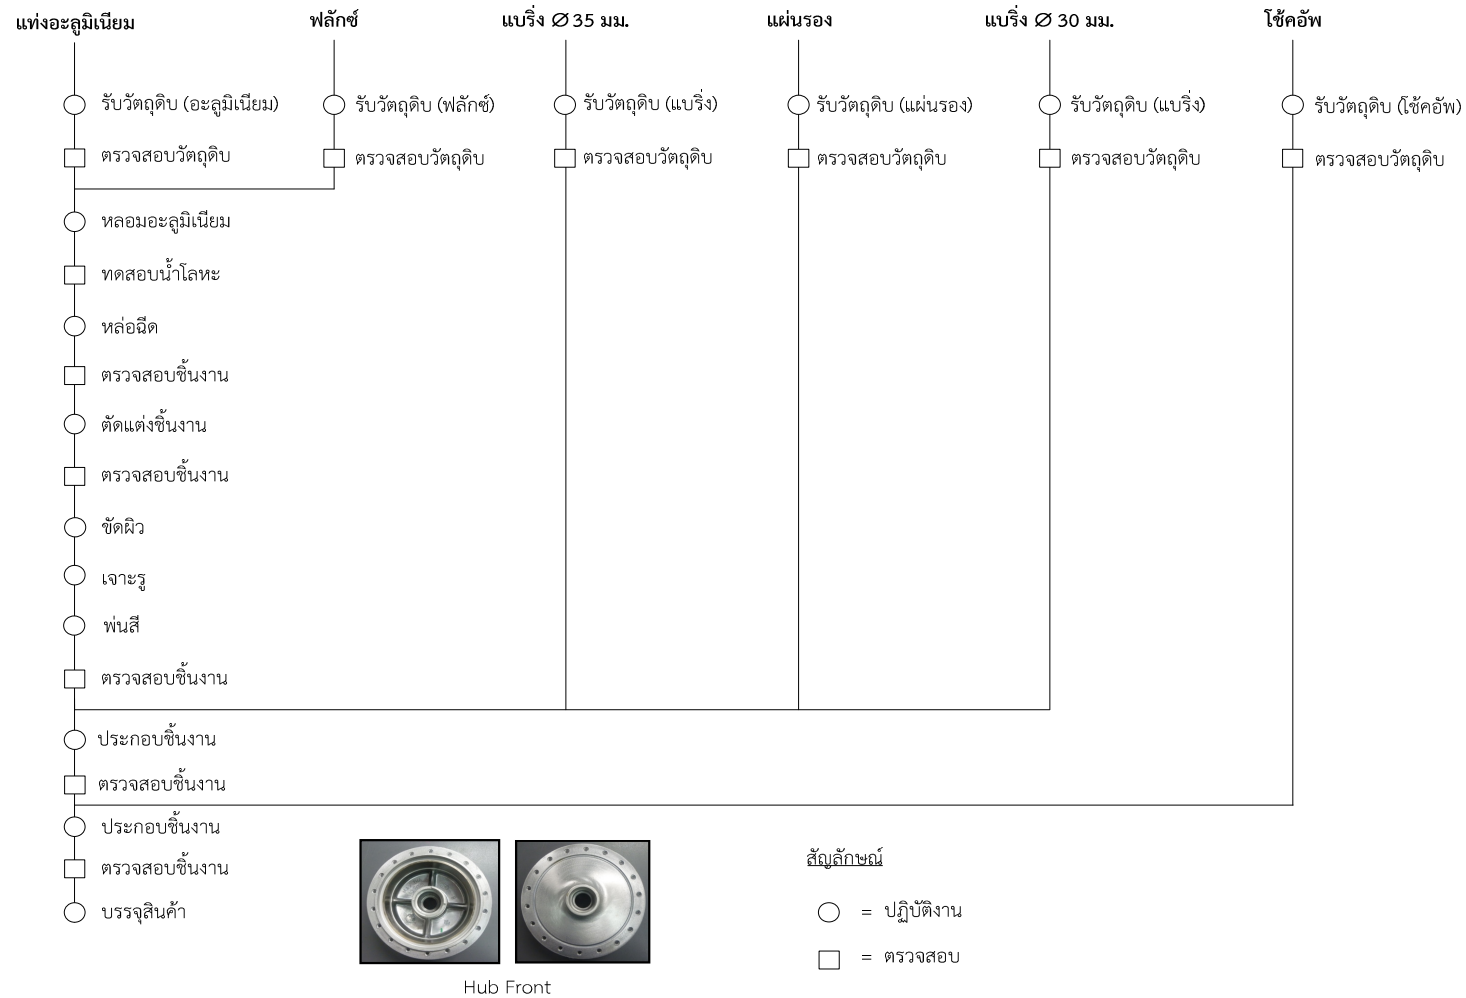 แท่งอะลูมิเนียม ฟลักซ์ แบริ่ง Ø 35 มม. แผ่นรอง แบริ่ง Ø 30 มม. โช้คอัพ
รับวัตถุดิบ (อะลูมิเนียม) รับวัตถุดิบ (ฟลักซ์) รับวัตถุดิบ (แบริ่ง) รับวัตถุดิบ (แผ่นรอง) รับวัตถุดิบ (แบริ่ง) รับวัตถุดิบ (โช้คอัพ)
ตรวจสอบวัตถุดิบ ตรวจสอบวัตถุดิบ ตรวจสอบวัตถุดิบ ตรวจสอบวัตถุดิบ ตรวจสอบวัตถุดิบ ตรวจสอบวัตถุดิบ
หลอมอะลูมิเนียม
ทดสอบน้ำโลหะ
หล่อฉีด
ตรวจสอบชิ้นงาน
ตัดแต่งชิ้นงาน
ตรวจสอบชิ้นงาน
ขัดผิว
เจาะรู
พ่นสี
ตรวจสอบชิ้นงาน
ประกอบชิ้นงาน
ตรวจสอบชิ้นงาน
ประกอบชิ้นงาน
ตรวจสอบชิ้นงาน
บรรจุสินค้า
Hub Front
สัญลักษณ์
= ปฏิบัติงาน
= ตรวจสอบ